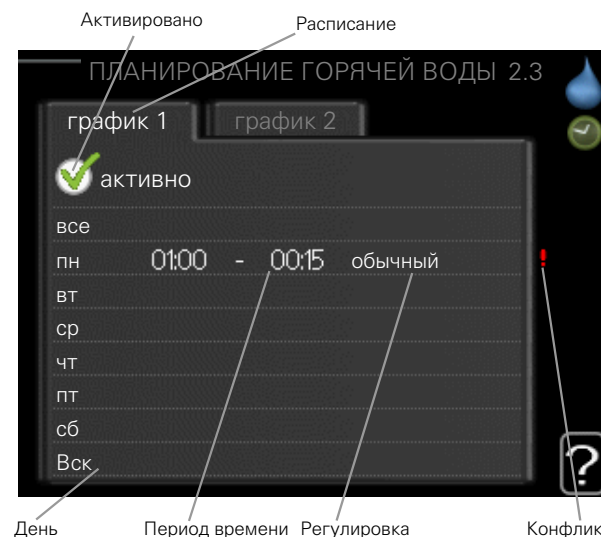 Активировано
Расписание
ПЛАНИРОВАНИЕ ГОРЯЧЕЙ ВОДЫ 2.3
график 1
график 2
активно
все
пн 01:00 - 00:15 обычный !
вт
ср
чт
пт
сб
Вск
?
День Период времени Регулировка Конфлик